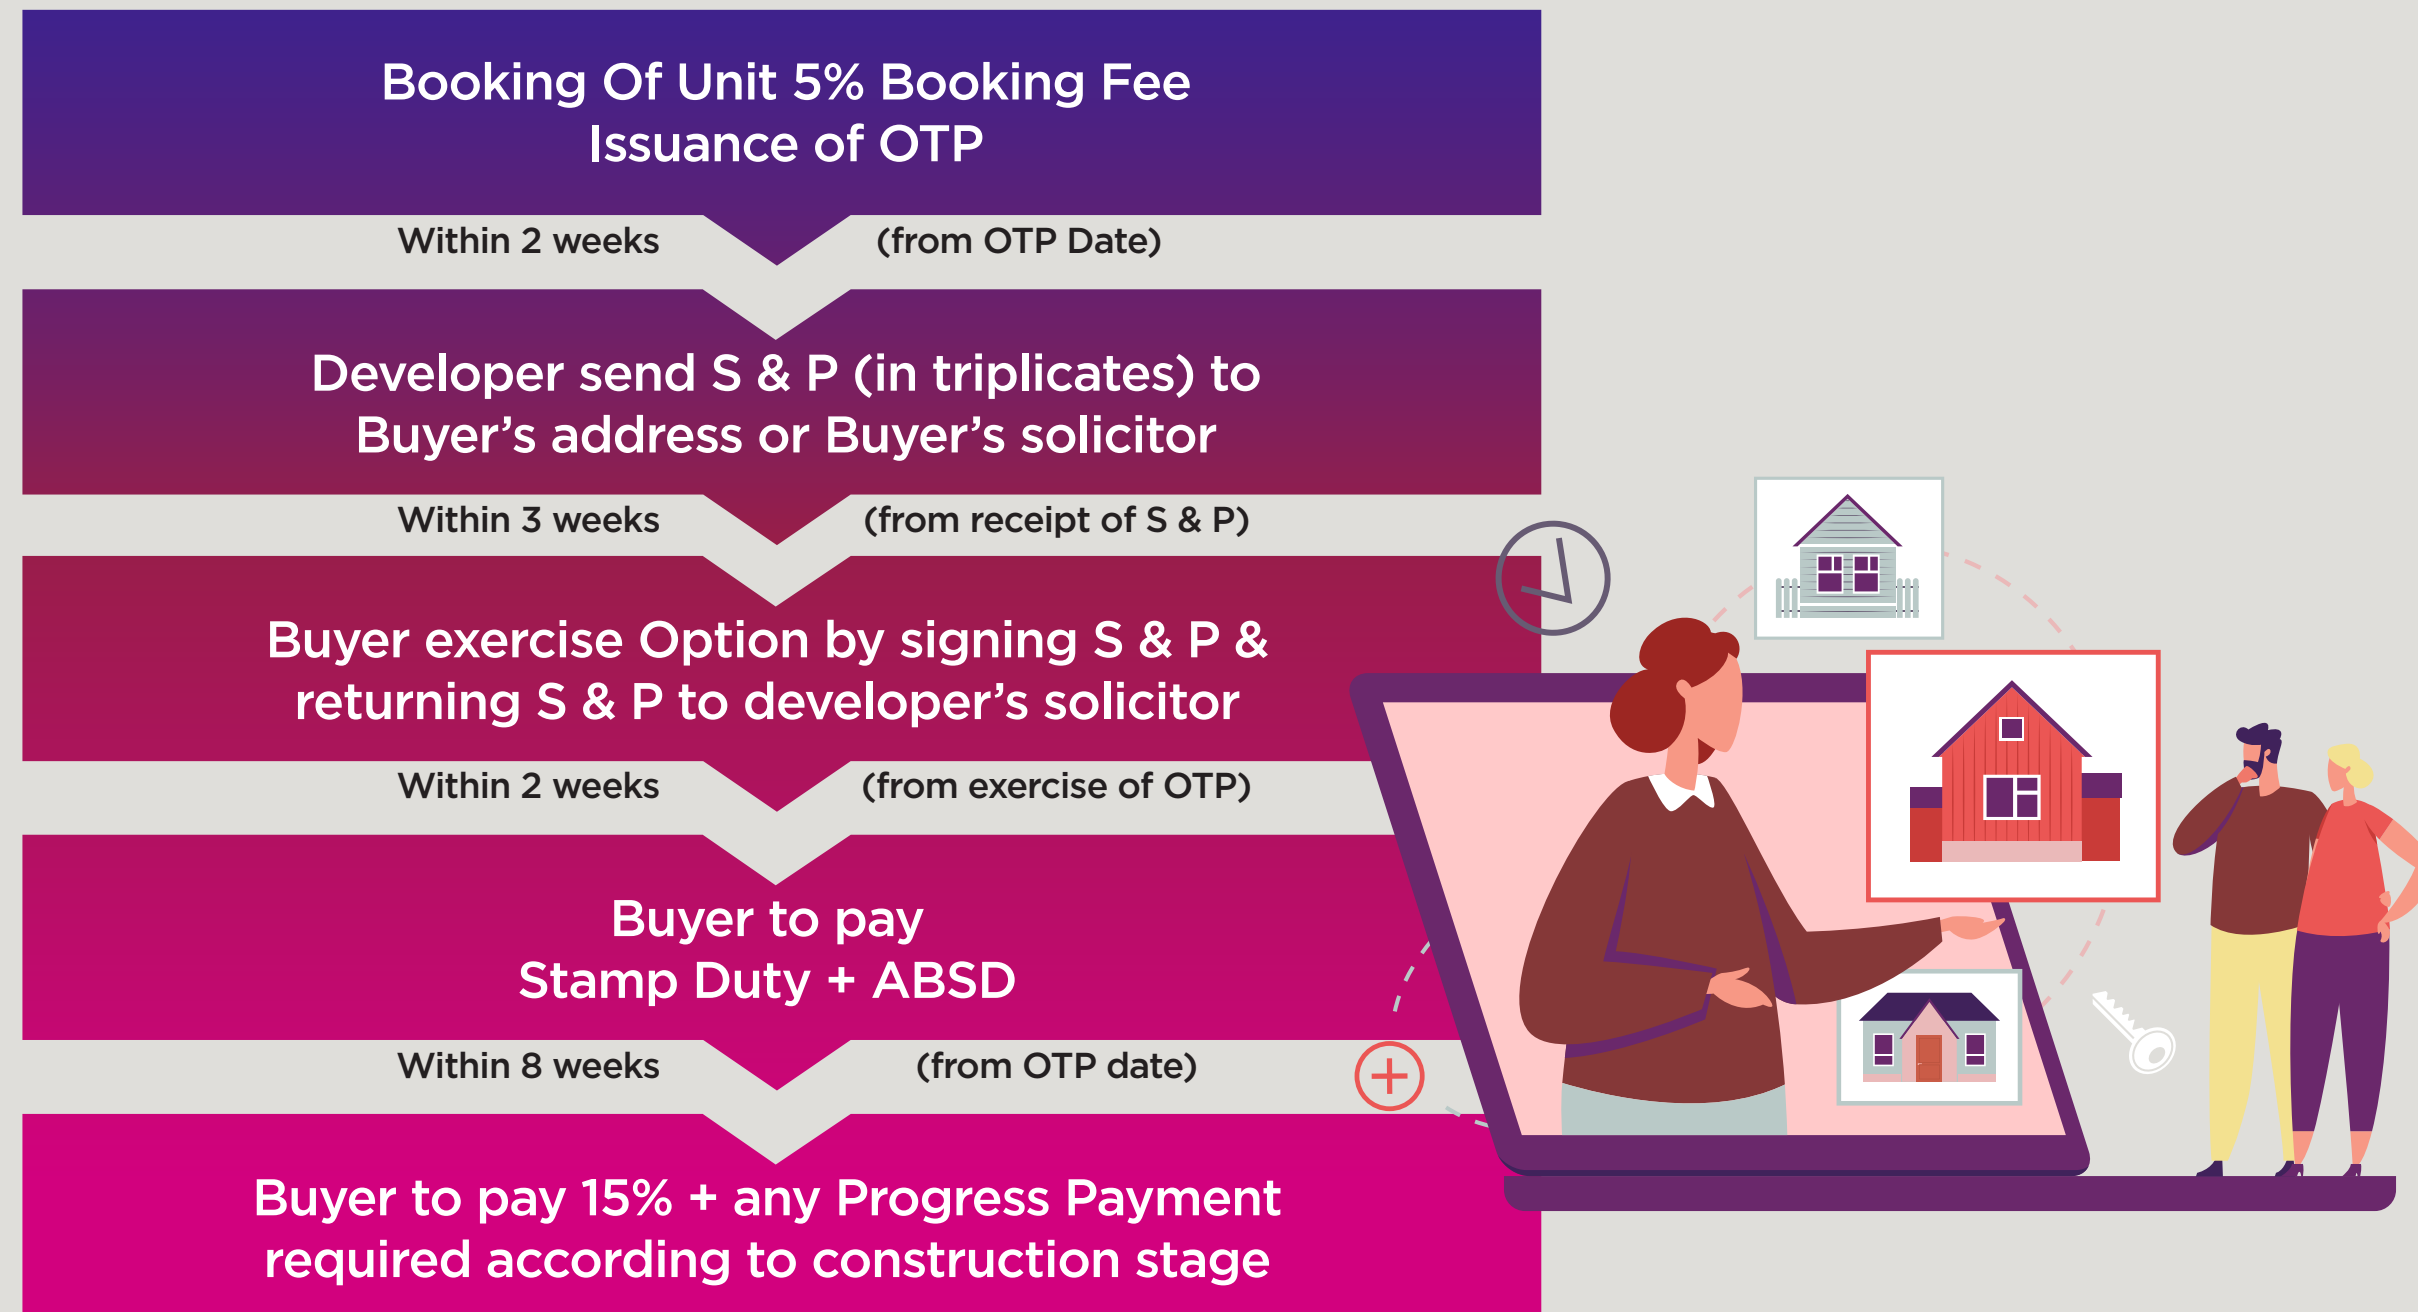 Booking Of Unit 5% Booking Fee
Issuance of OTP
Within 2 weeks (from OTP Date)
Developer send S & P (in triplicates) to
Buyer’s address or Buyer’s solicitor
Within 3 weeks (from receipt of S & P)
Buyer exercise Option by signing S & P &
returning S & P to developer’s solicitor
Within 2 weeks (from exercise of OTP)
Buyer to pay
Stamp Duty + ABSD
Within 8 weeks (from OTP date)
Buyer to pay 15% + any Progress Payment
required according to construction stage